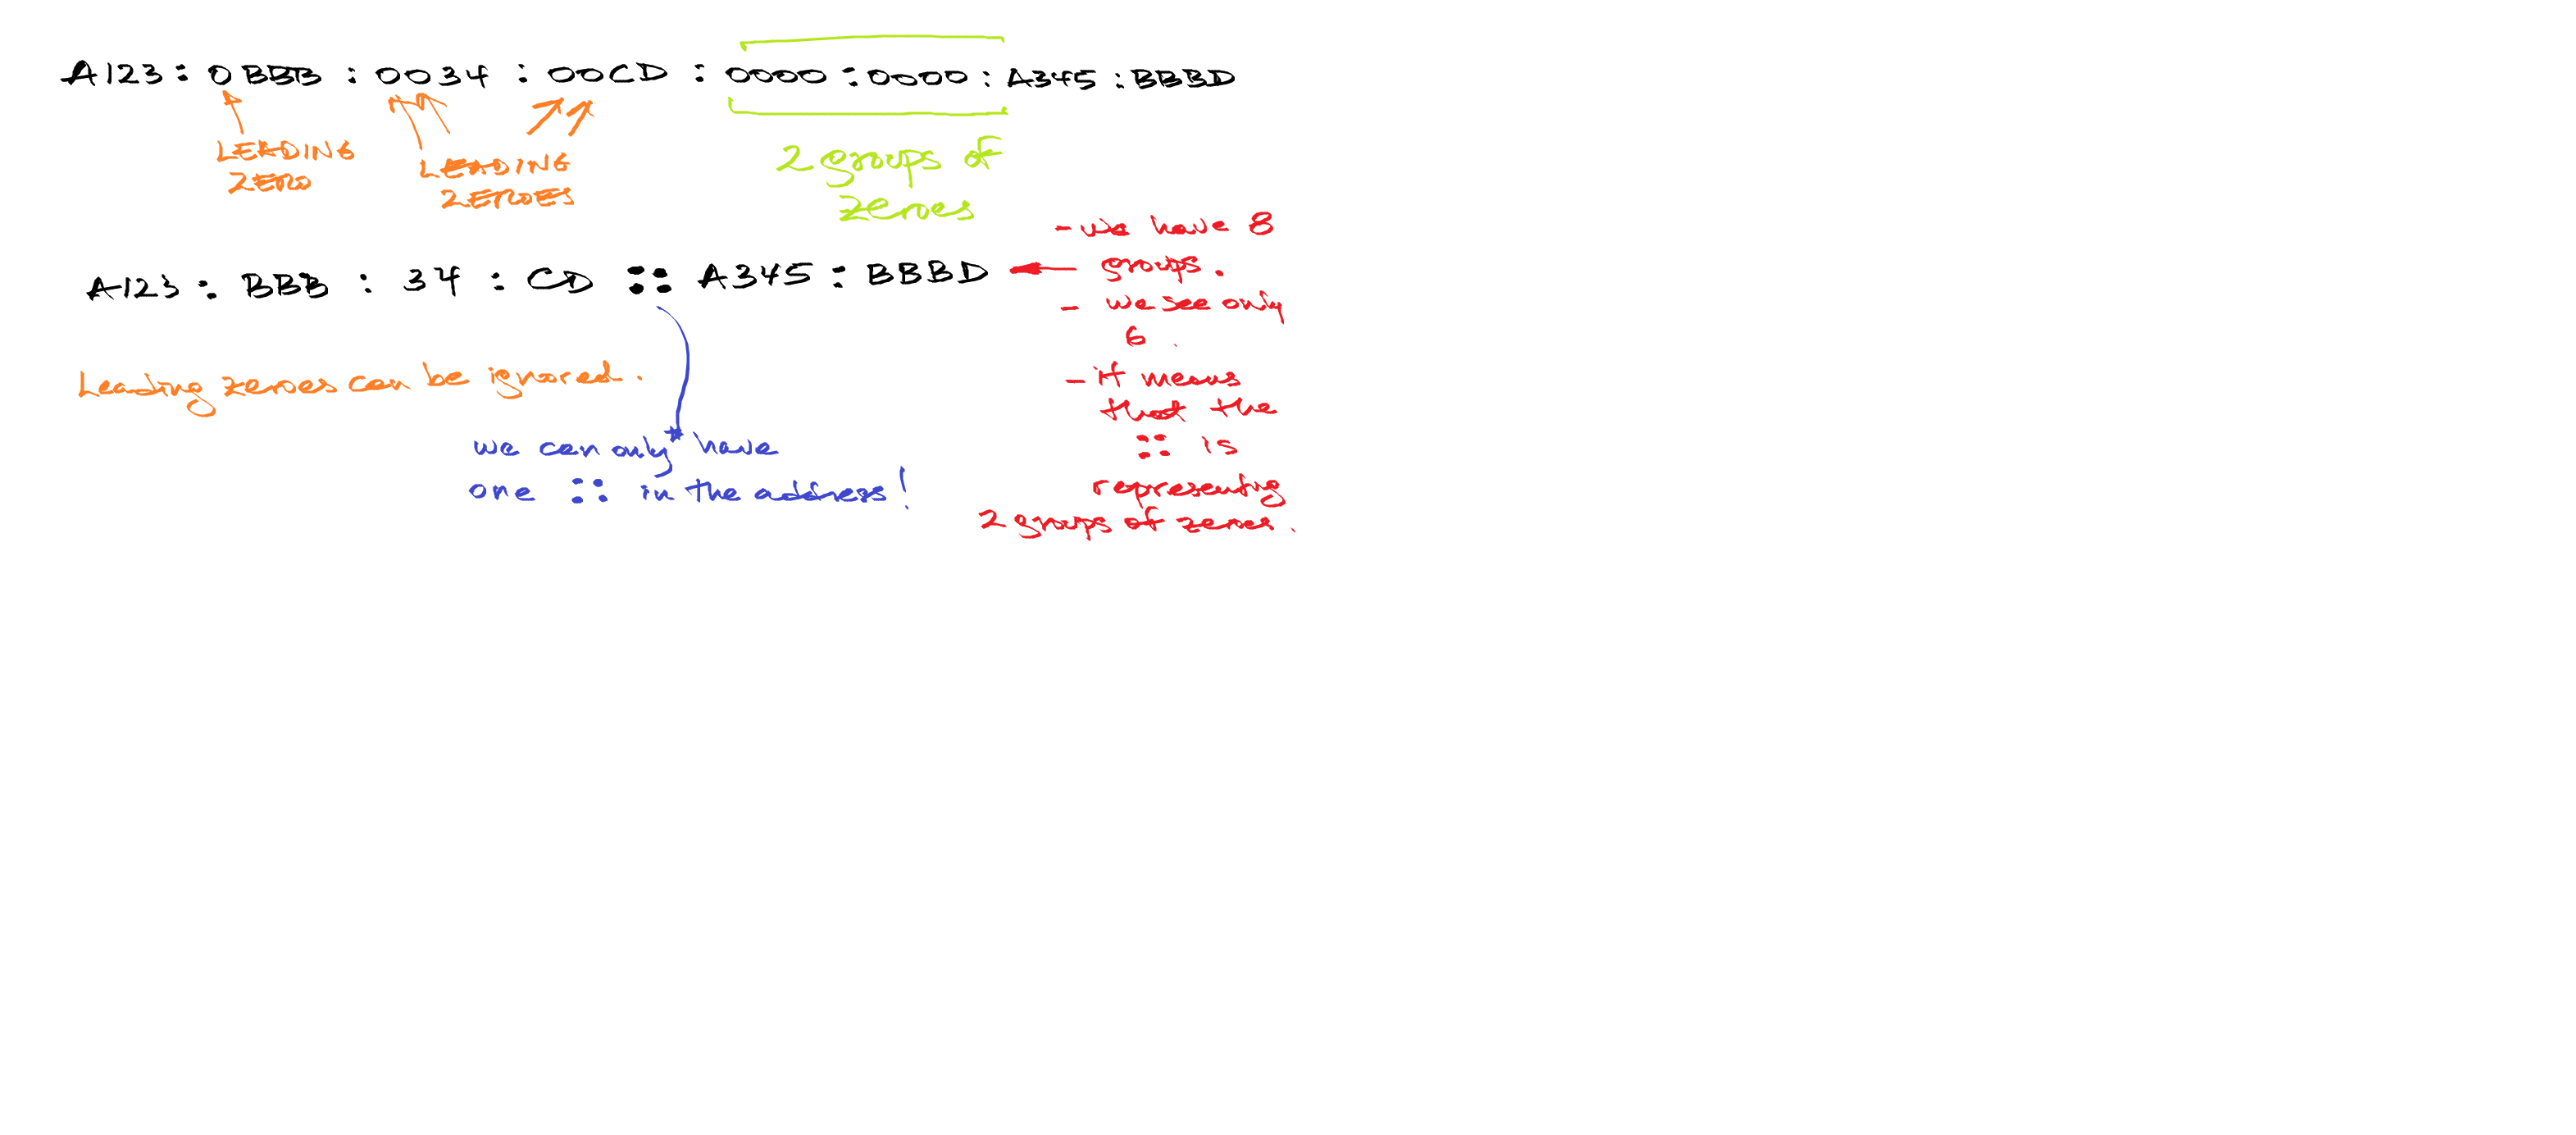 A123 : 0BBB : 0034 : 00CD : 0000 : 0000 : A345 : BBBD
LEADING
ZERO
LEADING
ZEROES
2 groups of
zeroes
A123 : BBB : 34 : CD :: A345 : BBBD
- we have 8
groups.
- we see only
6.
- it means
that the
:: is
representing
2 groups of zeroes.
Leading zeroes can be ignored.
we can only have
one :: in the address!